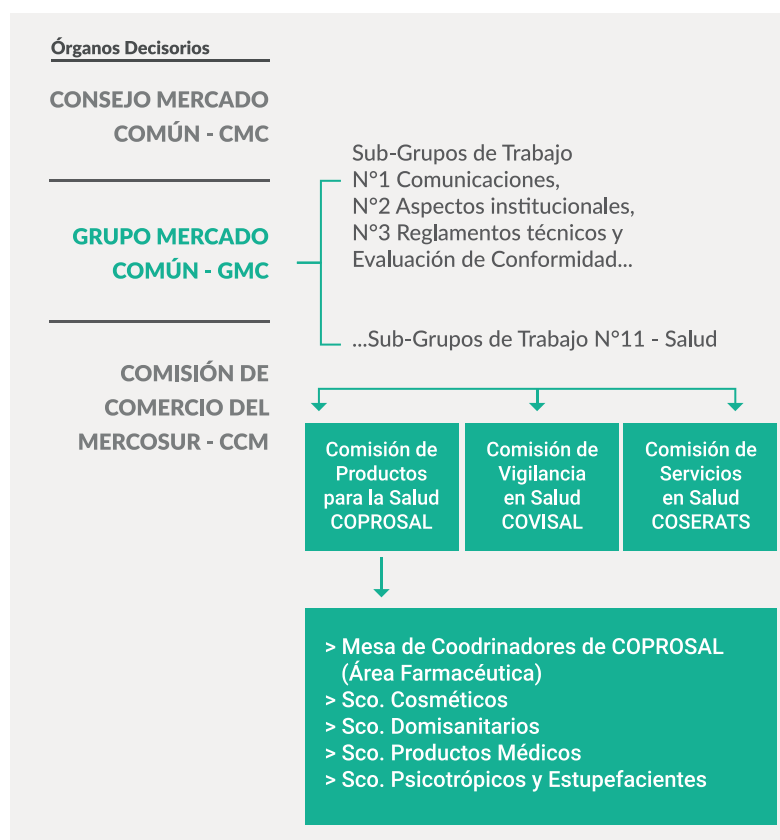 Órganos Decisorios
CONSEJO MERCADO
COMÚN - CMC
GRUPO MERCADO
COMÚN - GMC
COMISIÓN DE
COMERCIO DEL
MERCOSUR - CCM
Sub-Grupos de Trabajo
N°1 Comunicaciones,
N°2 Aspectos institucionales,
N°3 Reglamentos técnicos y
Evaluación de Conformidad...
...Sub-Grupos de Trabajo N°11 - Salud
Comisión de
Productos
para la Salud
COPROSAL
Comisión de
Vigilancia
en Salud
COVISAL
Comisión de
Servicios
en Salud
COSERATS
> Mesa de Coodrinadores de COPROSAL
(Área Farmacéutica)
> Sco. Cosméticos
> Sco. Domisanitarios
> Sco. Productos Médicos
> Sco. Psicotrópicos y Estupefacientes